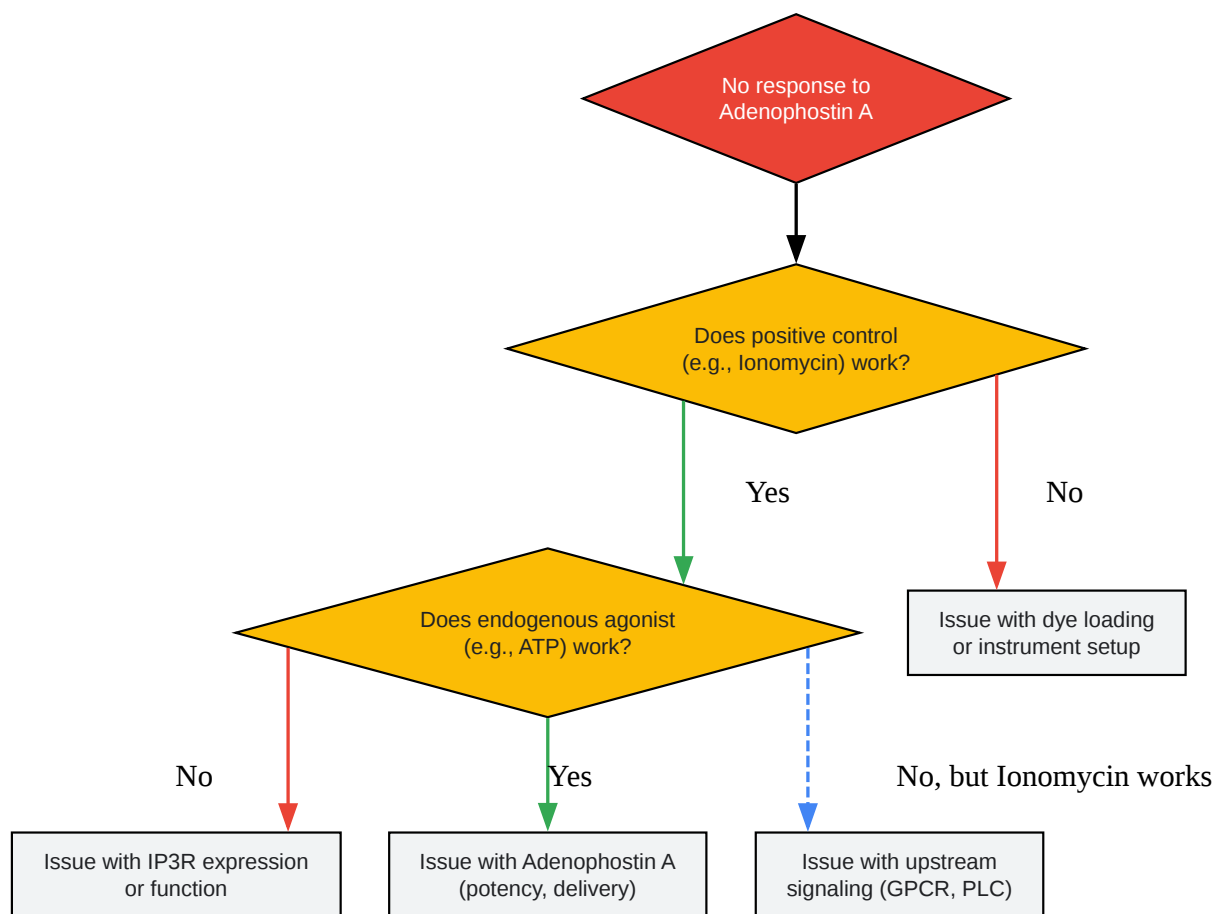 No response to
Adenophostin A
Does positive control
(e.g., Ionomycin) work?
Yes
No
Does endogenous agonist
(e.g., ATP) work?
Issue with dye loading
or instrument setup
No
Yes
No, but Ionomycin works
Issue with IP3R expression
or function
Issue with Adenophostin A
(potency, delivery)
Issue with upstream
signaling (GPCR, PLC)